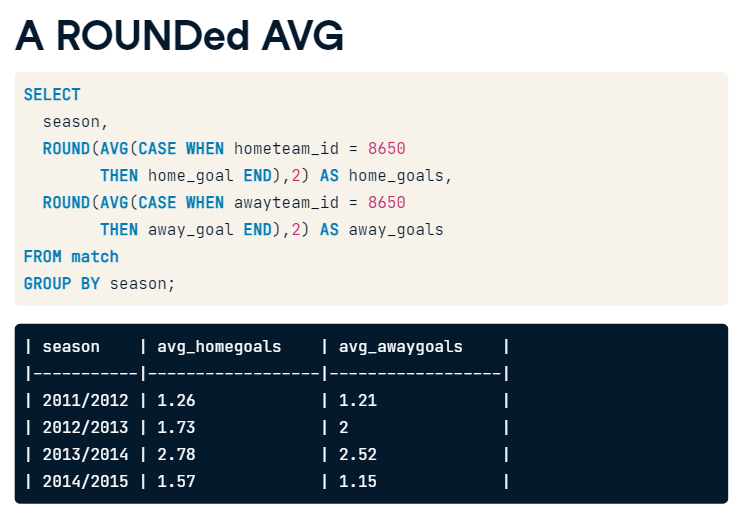 A ROUNDed AVG
SELECT
  season,
  ROUND(AVG(CASE WHEN hometeam_id = 8650
        THEN home_goal END),2) AS home_goals,
  ROUND(AVG(CASE WHEN awayteam_id = 8650
        THEN away_goal END),2) AS away_goals
FROM match
GROUP BY season;
| season    | avg_homegoals    | avg_awaygoals    |
|-----------|------------------|------------------|
| 2011/2012 | 1.26             | 1.21             |
| 2012/2013 | 1.73             | 2                |
| 2013/2014 | 2.78             | 2.52             |
| 2014/2015 | 1.57             | 1.15             |